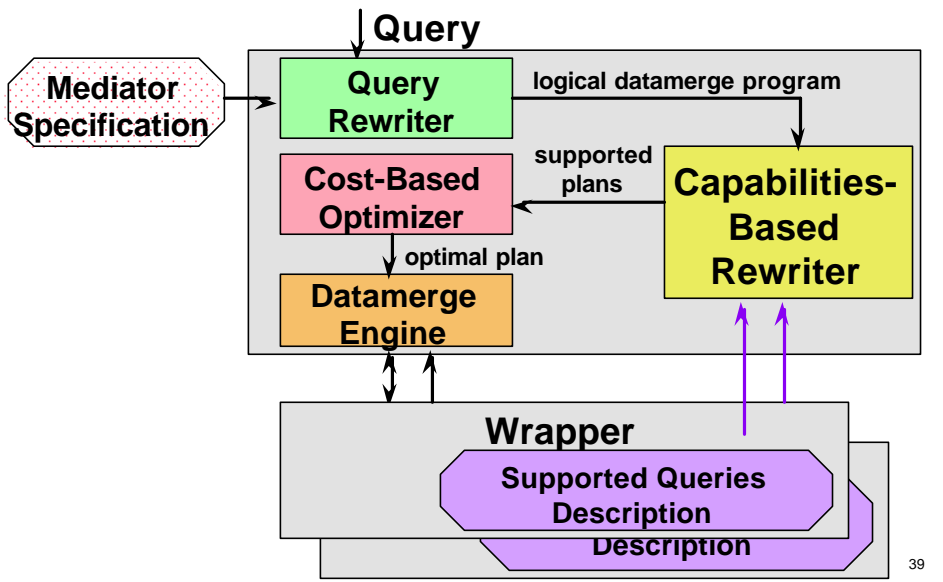 Query
Mediator
Specification
Query
Rewriter
logical datamerge program
Cost-Based
Optimizer
supported
plans
Capabilities-
Based
Rewriter
optimal plan
Datamerge
Engine
Wrapper
Supported Queries
Description
Description
39